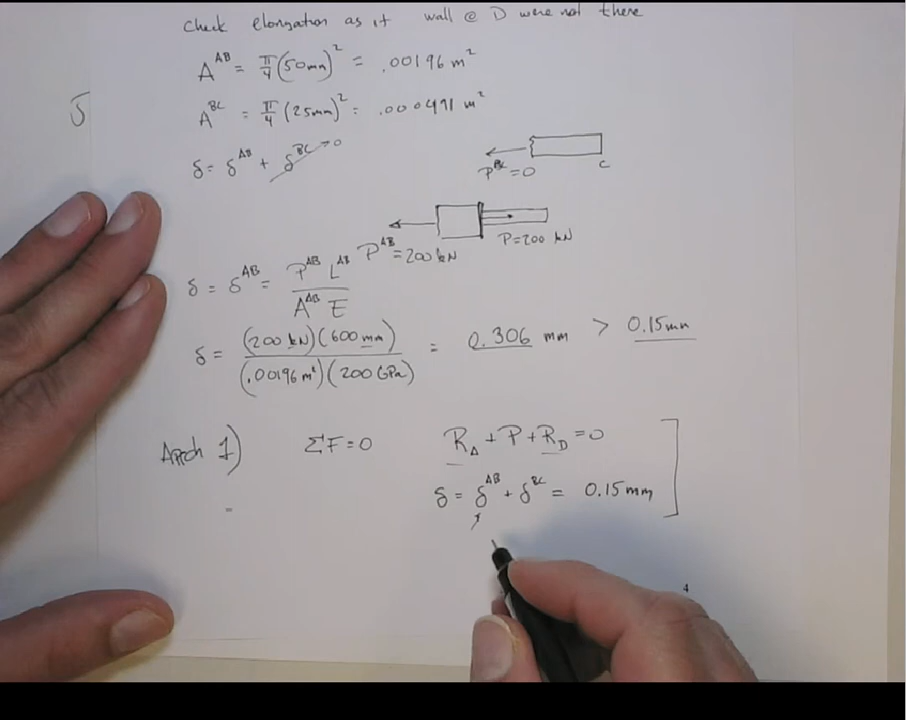 check elongation as if wall @ D were not there
A^AB = π/4 (50mm)² = .00196 m²
A^BC = π/4 (25mm)² = .000491 m²
δ = δ^AB + δ^BC → 0
P^BC = 0
C
P = 200 kN
P^AB = 200 kN
δ = δ^AB = P^AB L^AB / A^AB E
δ = (200 kN)(600 mm) / (.00196 m²)(200 GPa) = 0.306 mm > 0.15mm
1) ΣF = 0 R_A + P + R_D = 0
δ = δ^AB + δ^BC = 0.15 mm
=
4